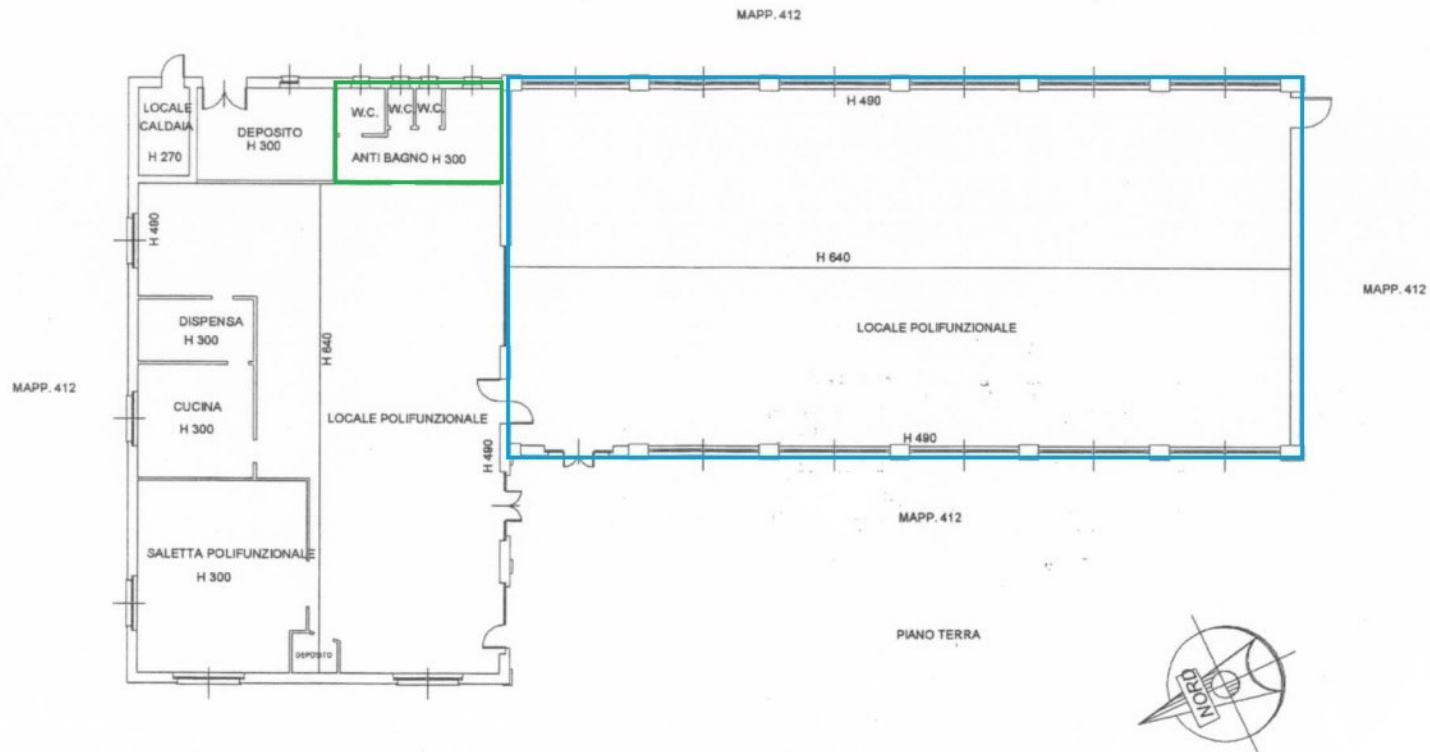 MAPP. 412
LOCALE
CALDAIA
H 270
DEPOSITO
H 300
W.C.
W.C.
W.C.
ANTI BAGNO H 300
H 490
H 490
H 640
MAPP. 412
LOCALE POLIFUNZIONALE
DISPENSA
H 300
H 640
MAPP. 412
CUCINA
H 300
LOCALE POLIFUNZIONALE
H 490
H 490
MAPP. 412
SALETTA POLIFUNZIONALE
H 300
DEPOSITO
PIANO TERRA
NORD